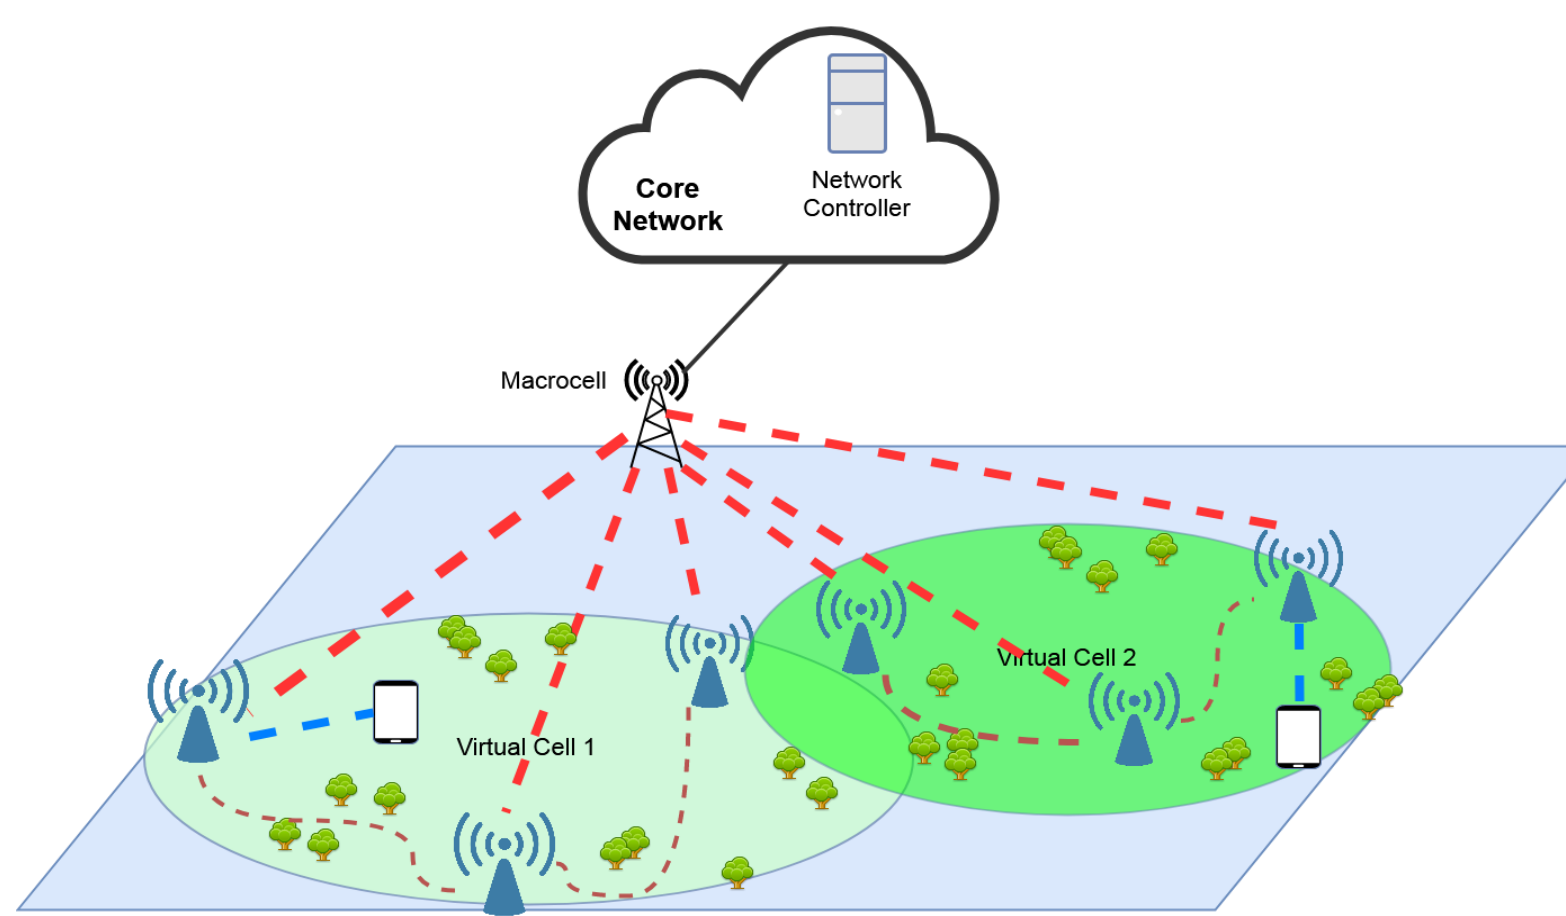 Core
Network
Network
Controller
Macrocell
Virtual Cell 2
Virtual Cell 1